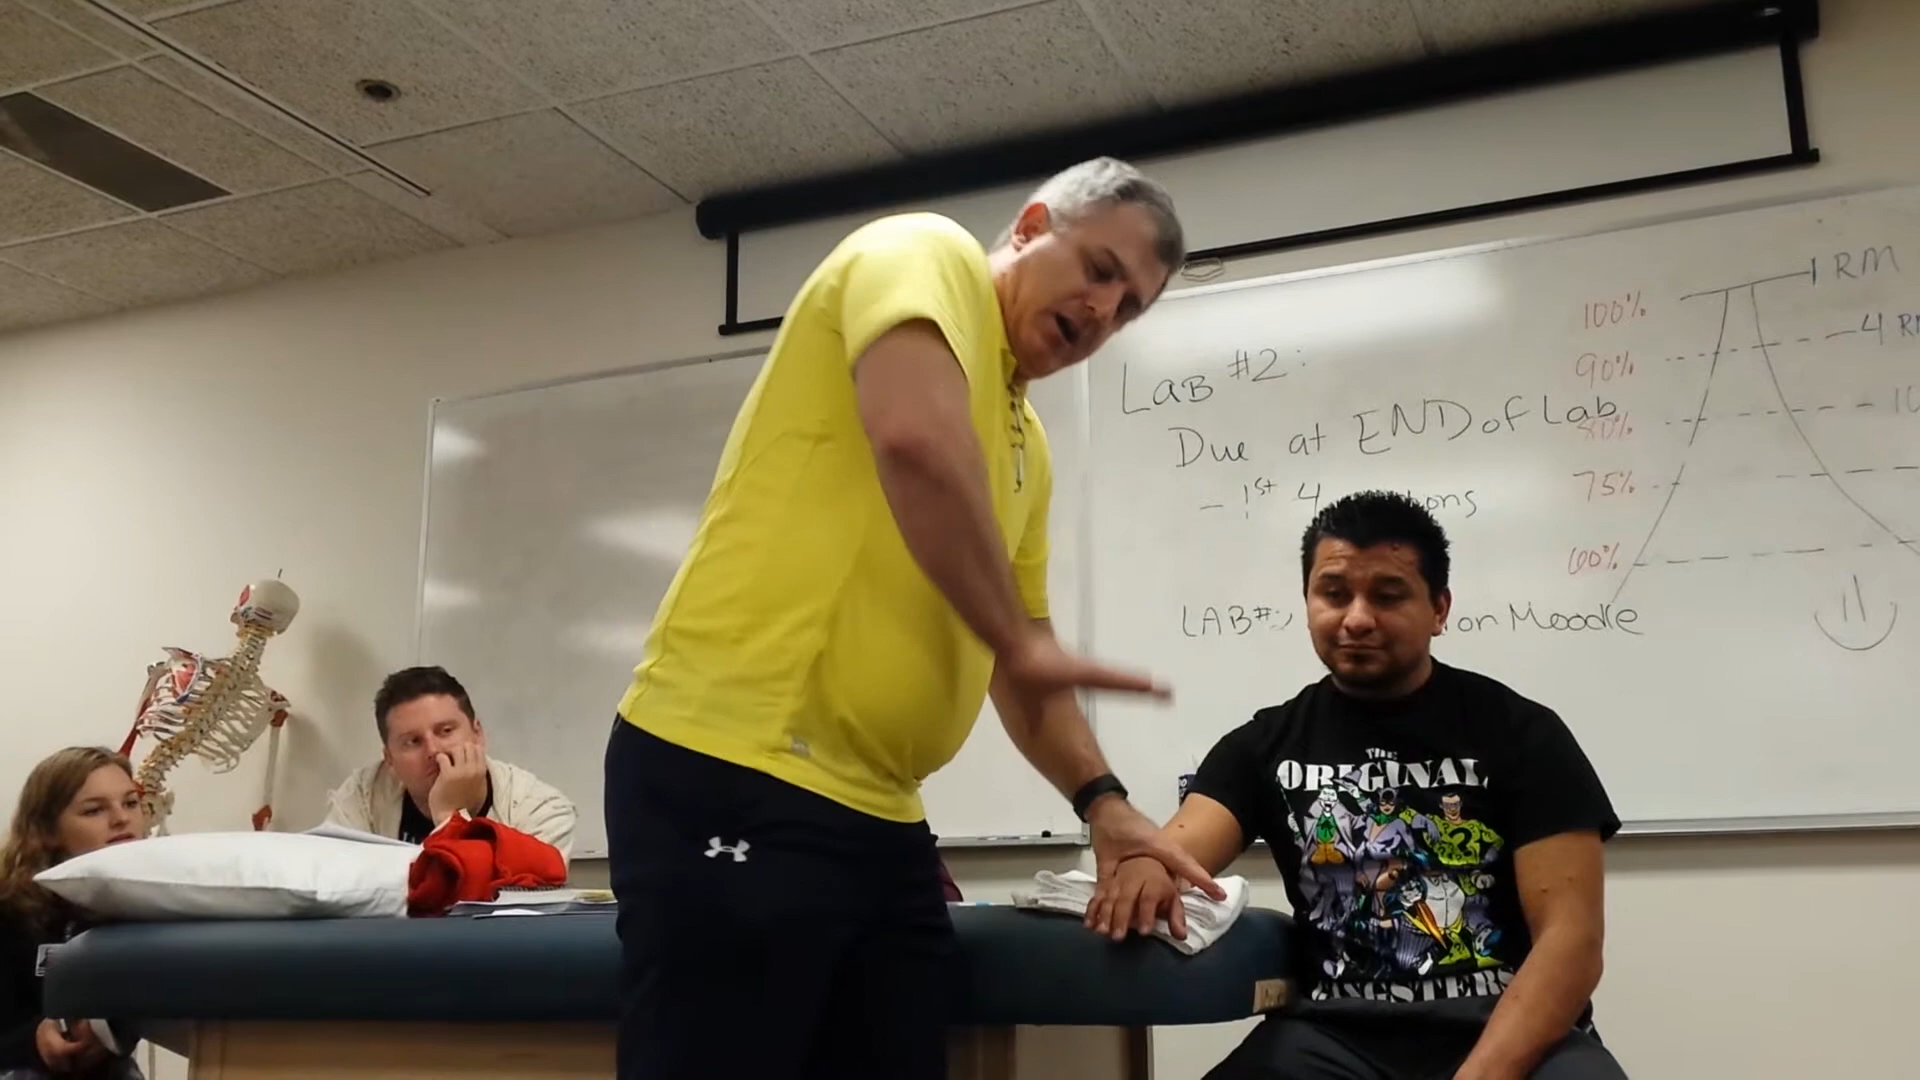 LAB #2:
Due at END of Lab
- 1st 4
LAB# on Moodle
1 RM
100%
4 R
90%
80%
75%
60%
THE
ORIGINAL
GANGSTERS